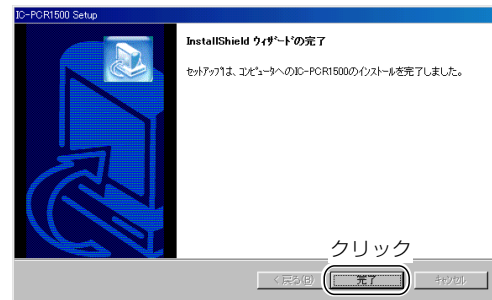 IC-PCR1500 Setup
InstallShield ｳｨｻﾞｰﾄﾞの完了
ｾｯﾄｱｯﾌﾟは、ｺﾝﾋﾟｭｰﾀへのIC-PCR1500のｲﾝｽﾄｰﾙを完了しました。
クリック
< 戻る(B)
完了
ｷｬﾝｾﾙ